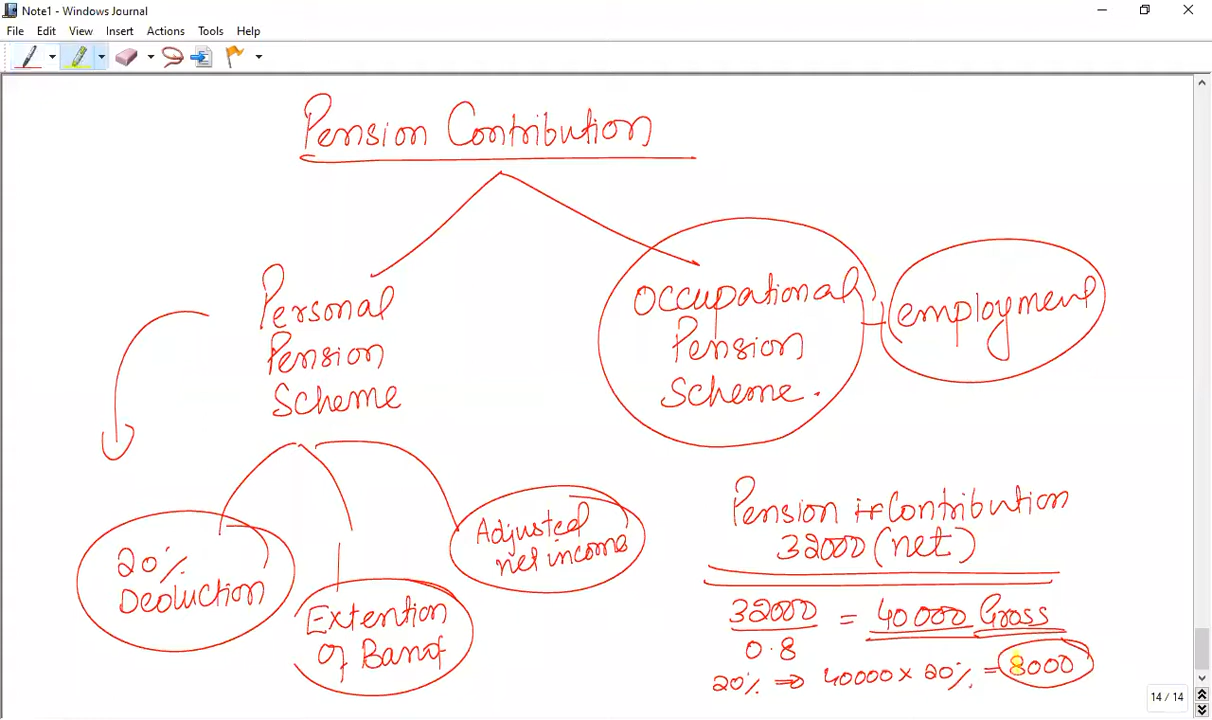 Note1 - Windows Journal
File Edit View Insert Actions Tools Help
Pension Contribution
Personal
Pension
Scheme
Occupational
Pension
Scheme.
employment
20%
Deduction
Extention
of Band
Adjusted
net income
Pension Contribution
32000 (net)
32000 = 40000 Gross
0.8
20% ⇒ 40000 × 20% = 8000
14 / 14